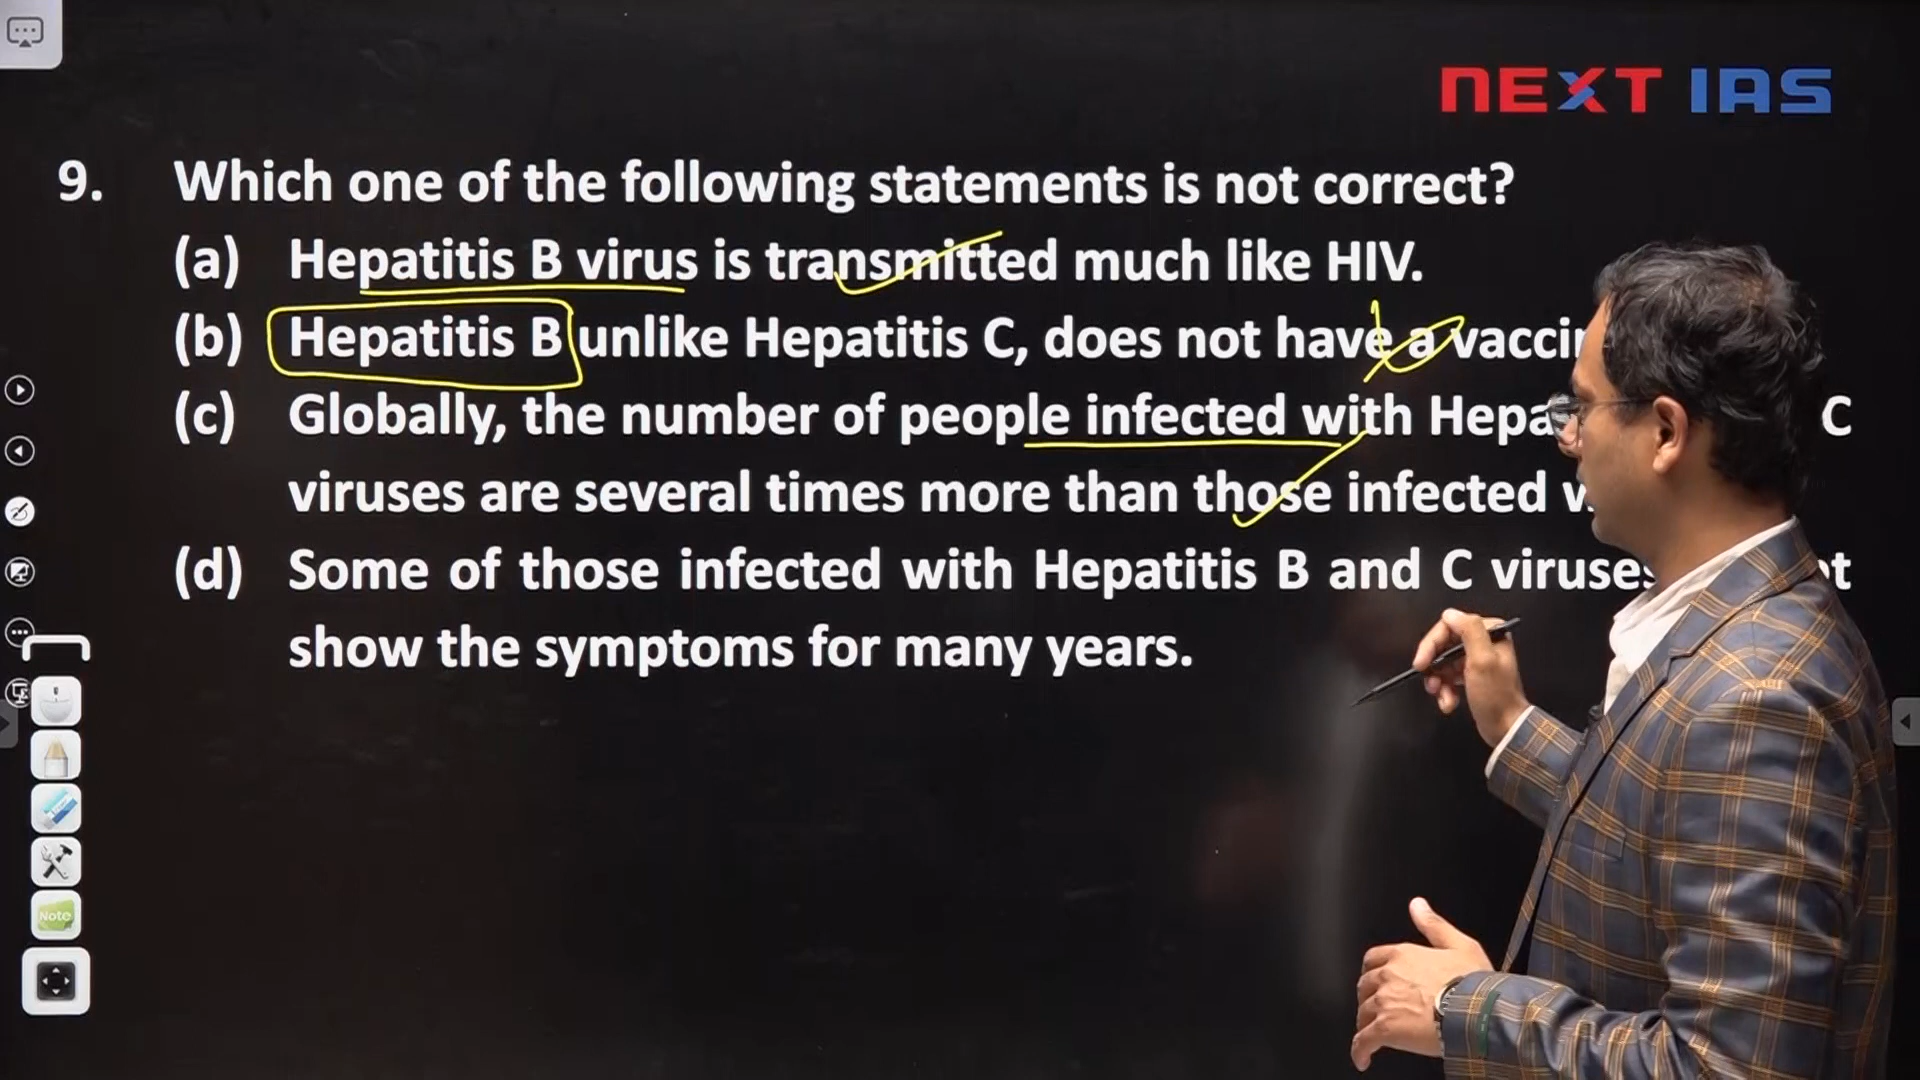 NEXT IAS
9. Which one of the following statements is not correct?
(a) Hepatitis B virus is transmitted much like HIV.
(b) Hepatitis B unlike Hepatitis C, does not have a
(c) Globally, the number of people infected with C
viruses are several times more than those infected
(d) Some of those infected with Hepatitis B and C viruses
show the symptoms for many years.
Note